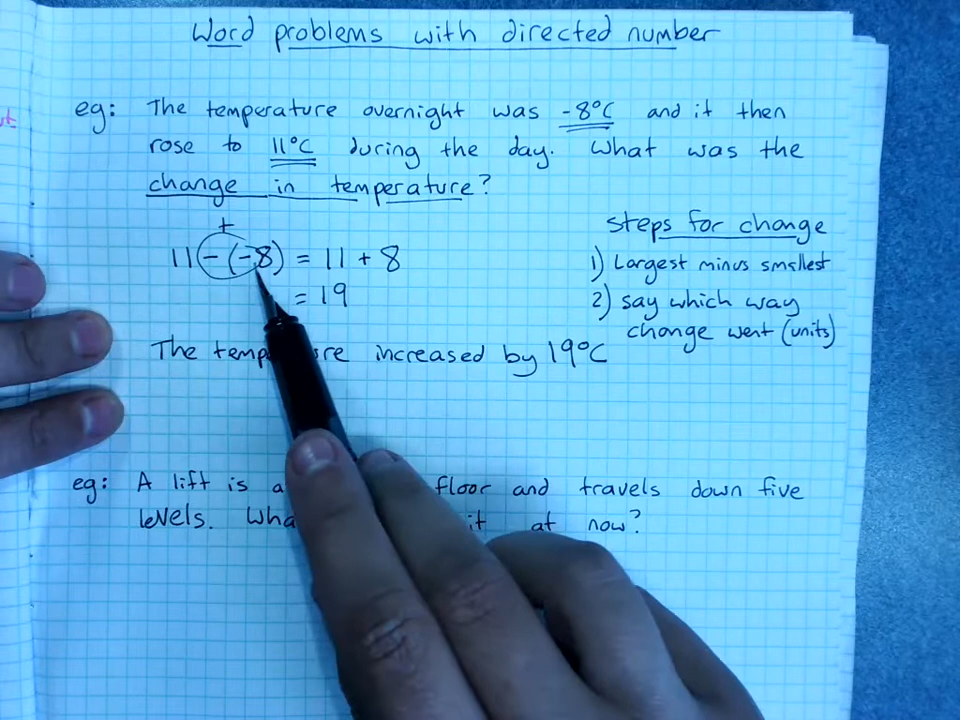 Word problems with directed number
eg: The temperature overnight was -8°C and it then
rose to 11°C during the day. What was the
change in temperature?
+
11 - (-8) = 11 + 8
= 19
The increased by 19°C
steps for change
1) Largest minus smallest
2) say which way
change went (units)
eg: A lift is floor and travels down five
levels. it at now?